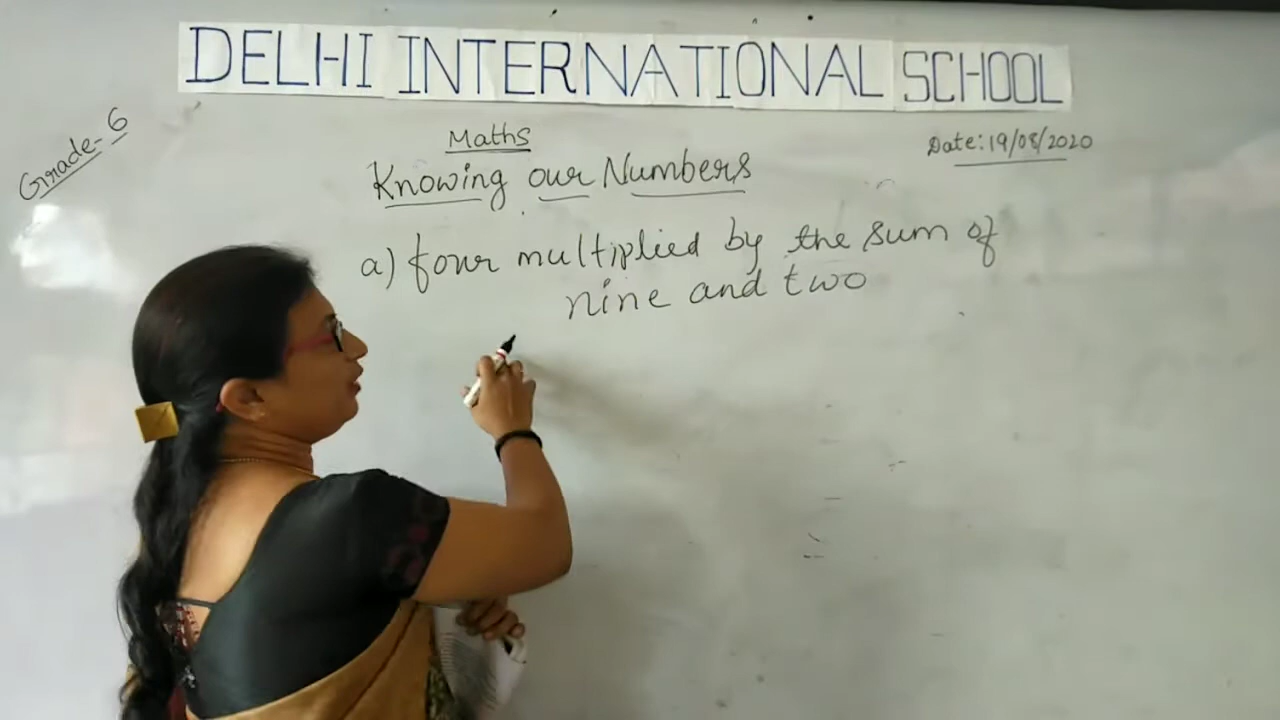 DELHI INTERNATIONAL SCHOOL
Grade-6
Maths
Date: 19/08/2020
Knowing our Numbers
a) four multiplied by the sum of
nine and two